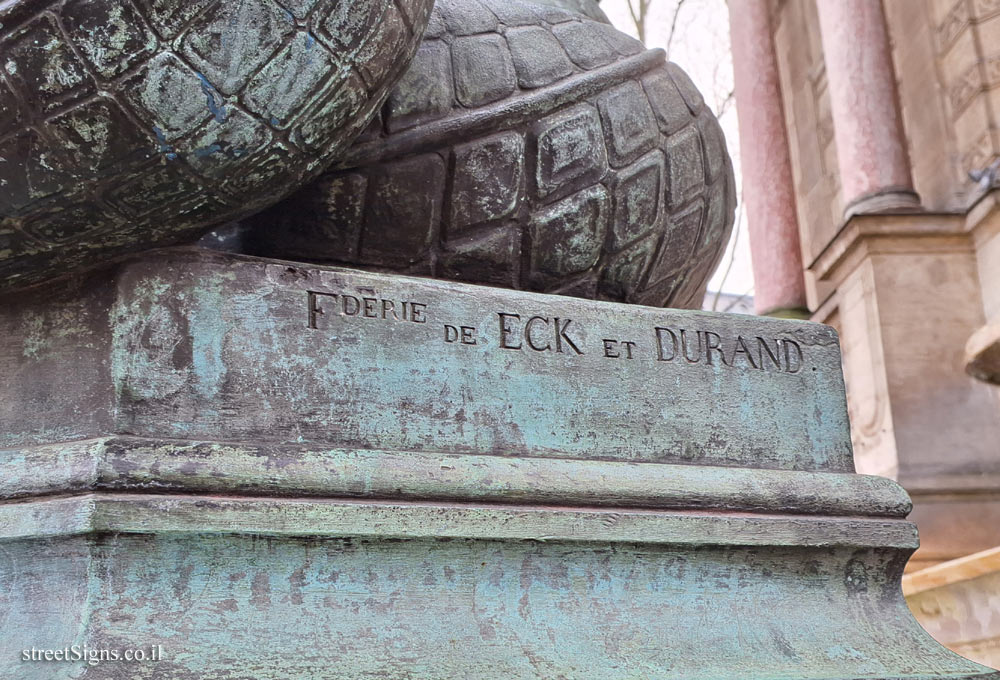 FDERIE DE ECK ET DURAND.
streetSigns.co.il